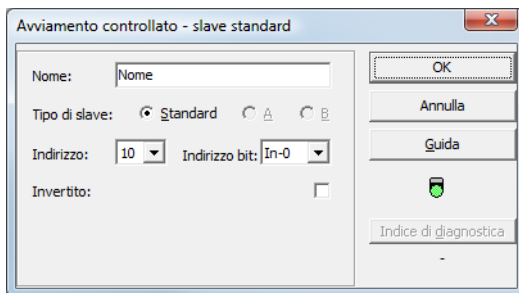 Avviamento controllato - slave standard
Nome: Nome
Tipo di slave: Standard A B
Indirizzo: 10 Indirizzo bit: In-0
Invertito:
OK
Annulla
Guida
Indice di diagnostica
-